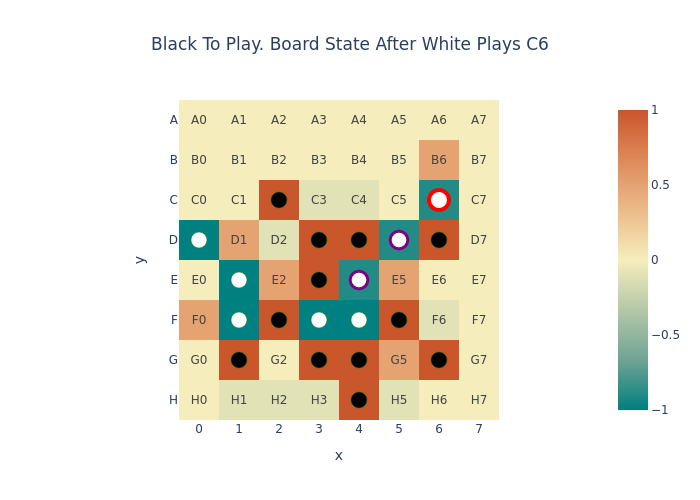 Black To Play. Board State After White Plays C6
A A0 A1 A2 A3 A4 A5 A6 A7
B B0 B1 B2 B3 B4 B5 B6 B7
C C0 C1 C3 C4 C5 C7
D D1 D2 D7
E E0 E2 E5 E6 E7
F F0 F6 F7
G G0 G2 G5 G7
H H0 H1 H2 H3 H5 H6 H7
0 1 2 3 4 5 6 7
x
y
1
0.5
0
−0.5
−1